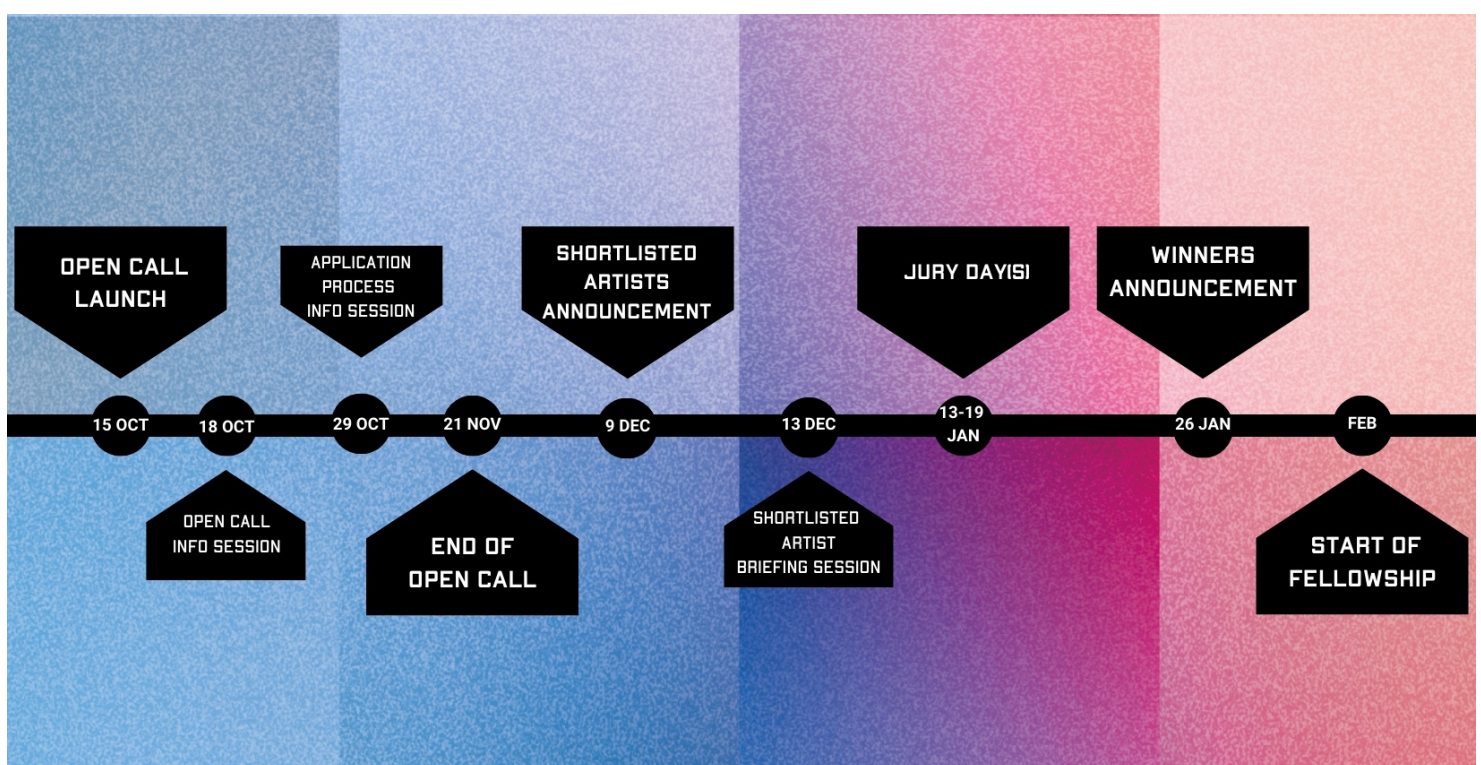 OPEN CALL
LAUNCH
APPLICATION
PROCESS
INFO SESSION
SHORTLISTED
ARTISTS
ANNOUNCEMENT
JURY DAY(S)
WINNERS
ANNOUNCEMENT
15 OCT
18 OCT
29 OCT
21 NOV
9 DEC
13 DEC
13-19
JAN
26 JAN
FEB
OPEN CALL
INFO SESSION
END OF
OPEN CALL
SHORTLISTED
ARTIST
BRIEFING SESSION
START OF
FELLOWSHIP